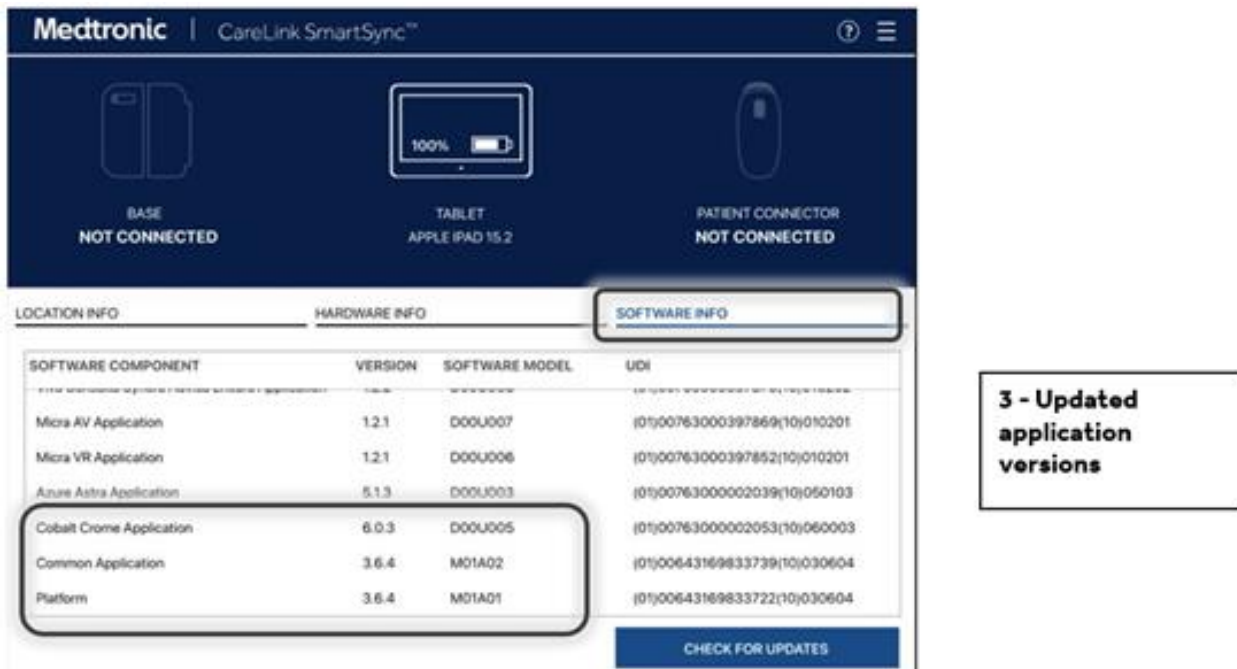 Medtronic | CareLink SmartSync™
100%
BASE
NOT CONNECTED
TABLET
APPLE IPAD 15.2
PATIENT CONNECTOR
NOT CONNECTED
LOCATION INFO HARDWARE INFO SOFTWARE INFO
SOFTWARE COMPONENT VERSION SOFTWARE MODEL UDI
Micra AV Application 1.2.1 D00U007 (01)00763000397869(10)010201
Micra VR Application 1.2.1 D00U006 (01)00763000397852(10)010201
Azure Astra Application 5.1.3 D00U003 (01)00763000002039(10)050103
Cobalt Crome Application 6.0.3 D00U005 (01)00763000002053(10)060003
Common Application 3.6.4 M01A02 (01)00643169833739(10)030604
Platform 3.6.4 M01A01 (01)00643169833722(10)030604
CHECK FOR UPDATES
3 - Updated
application
versions